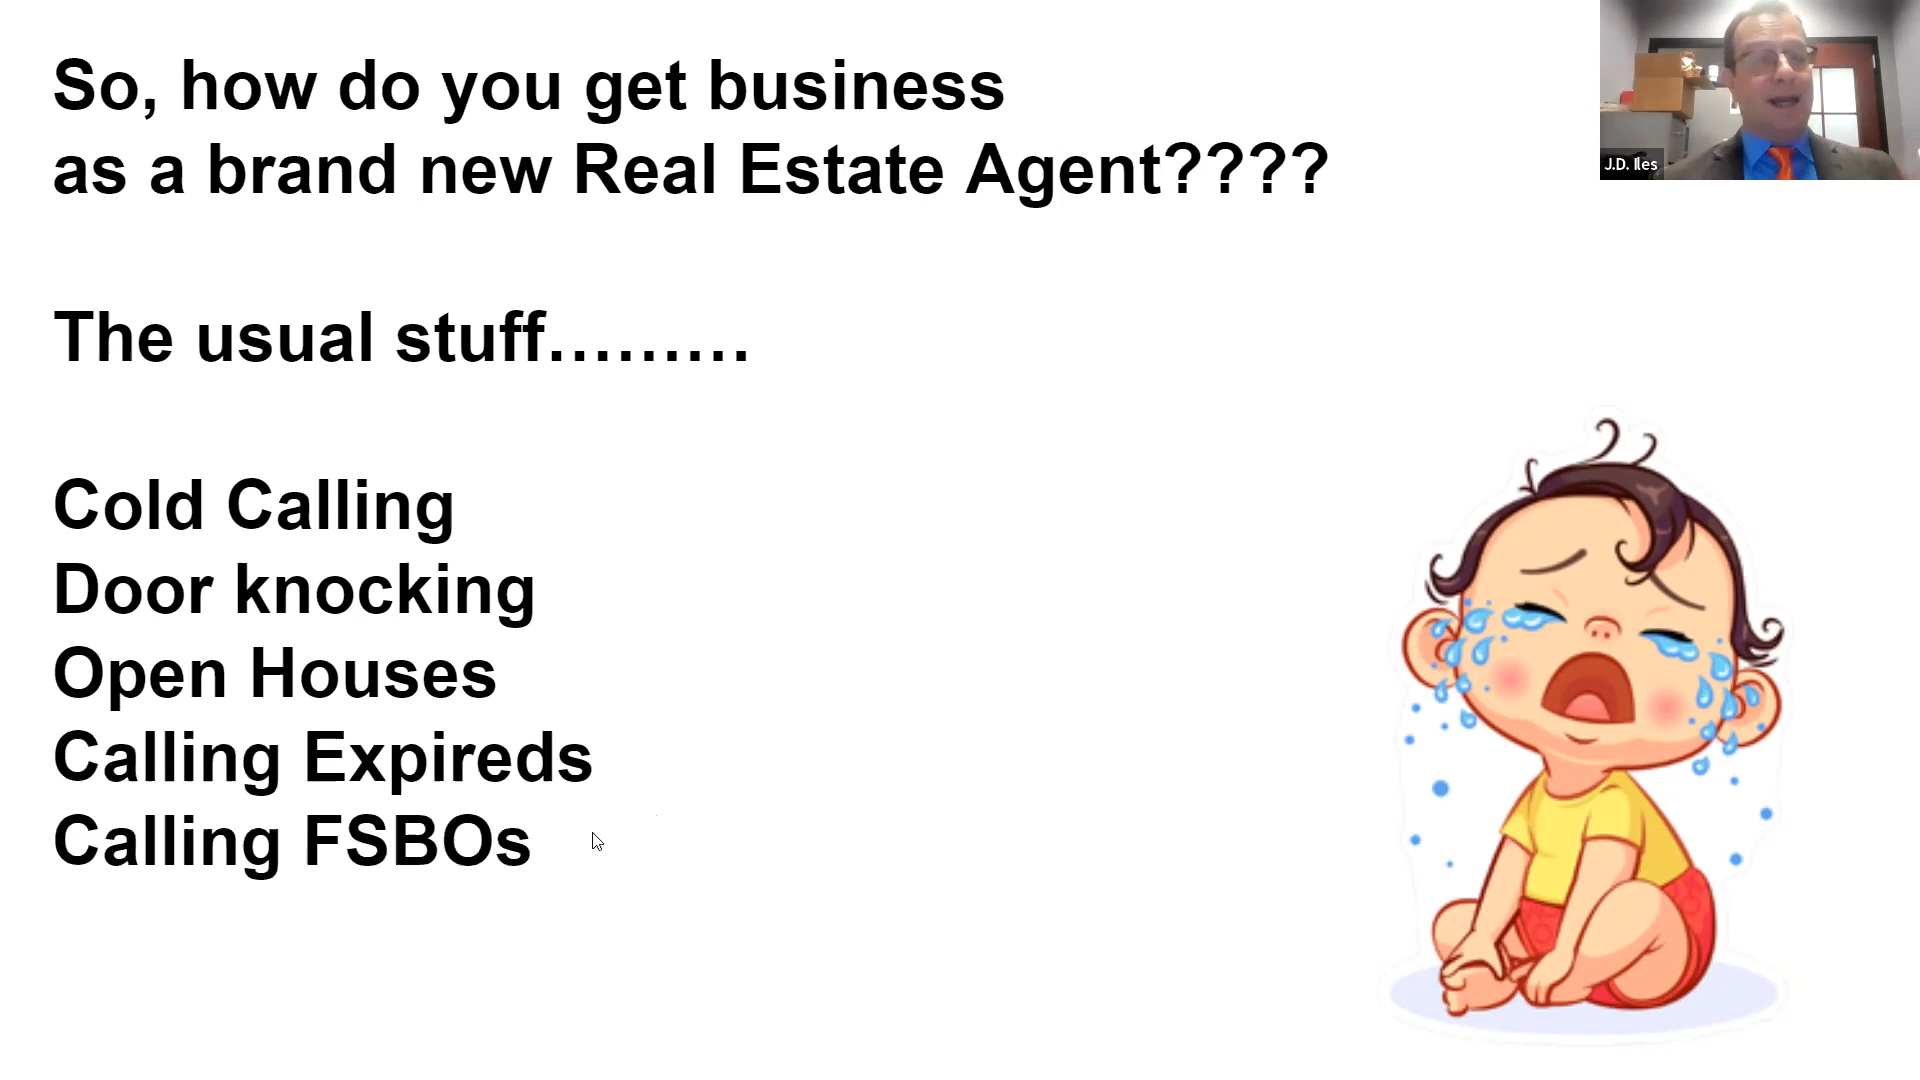 So, how do you get business
as a brand new Real Estate Agent????
The usual stuff………
Cold Calling
Door knocking
Open Houses
Calling Expireds
Calling FSBOs
J.D. Iles